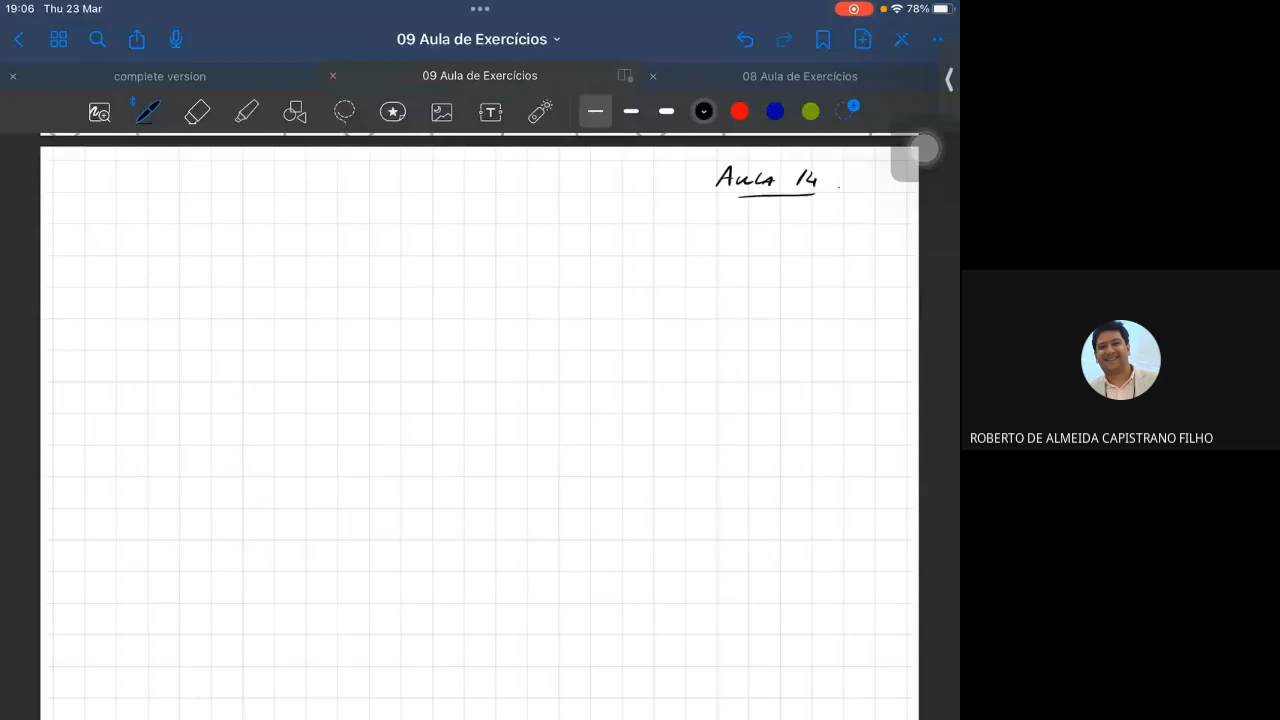 19:06 Thu 23 Mar
78%
09 Aula de Exercícios
complete version
09 Aula de Exercícios
08 Aula de Exercícios
T
Aula 14
ROBERTO DE ALMEIDA CAPISTRANO FILHO